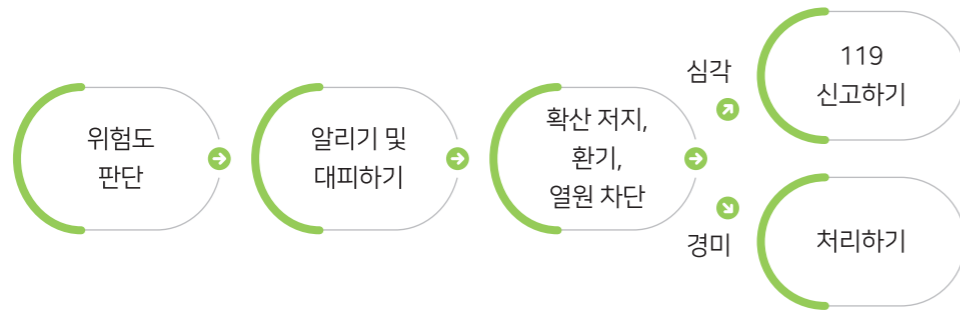 위험도
판단
알리기 및
대피하기
확산 저지,
환기,
열원 차단
심각
119
신고하기
경미
처리하기